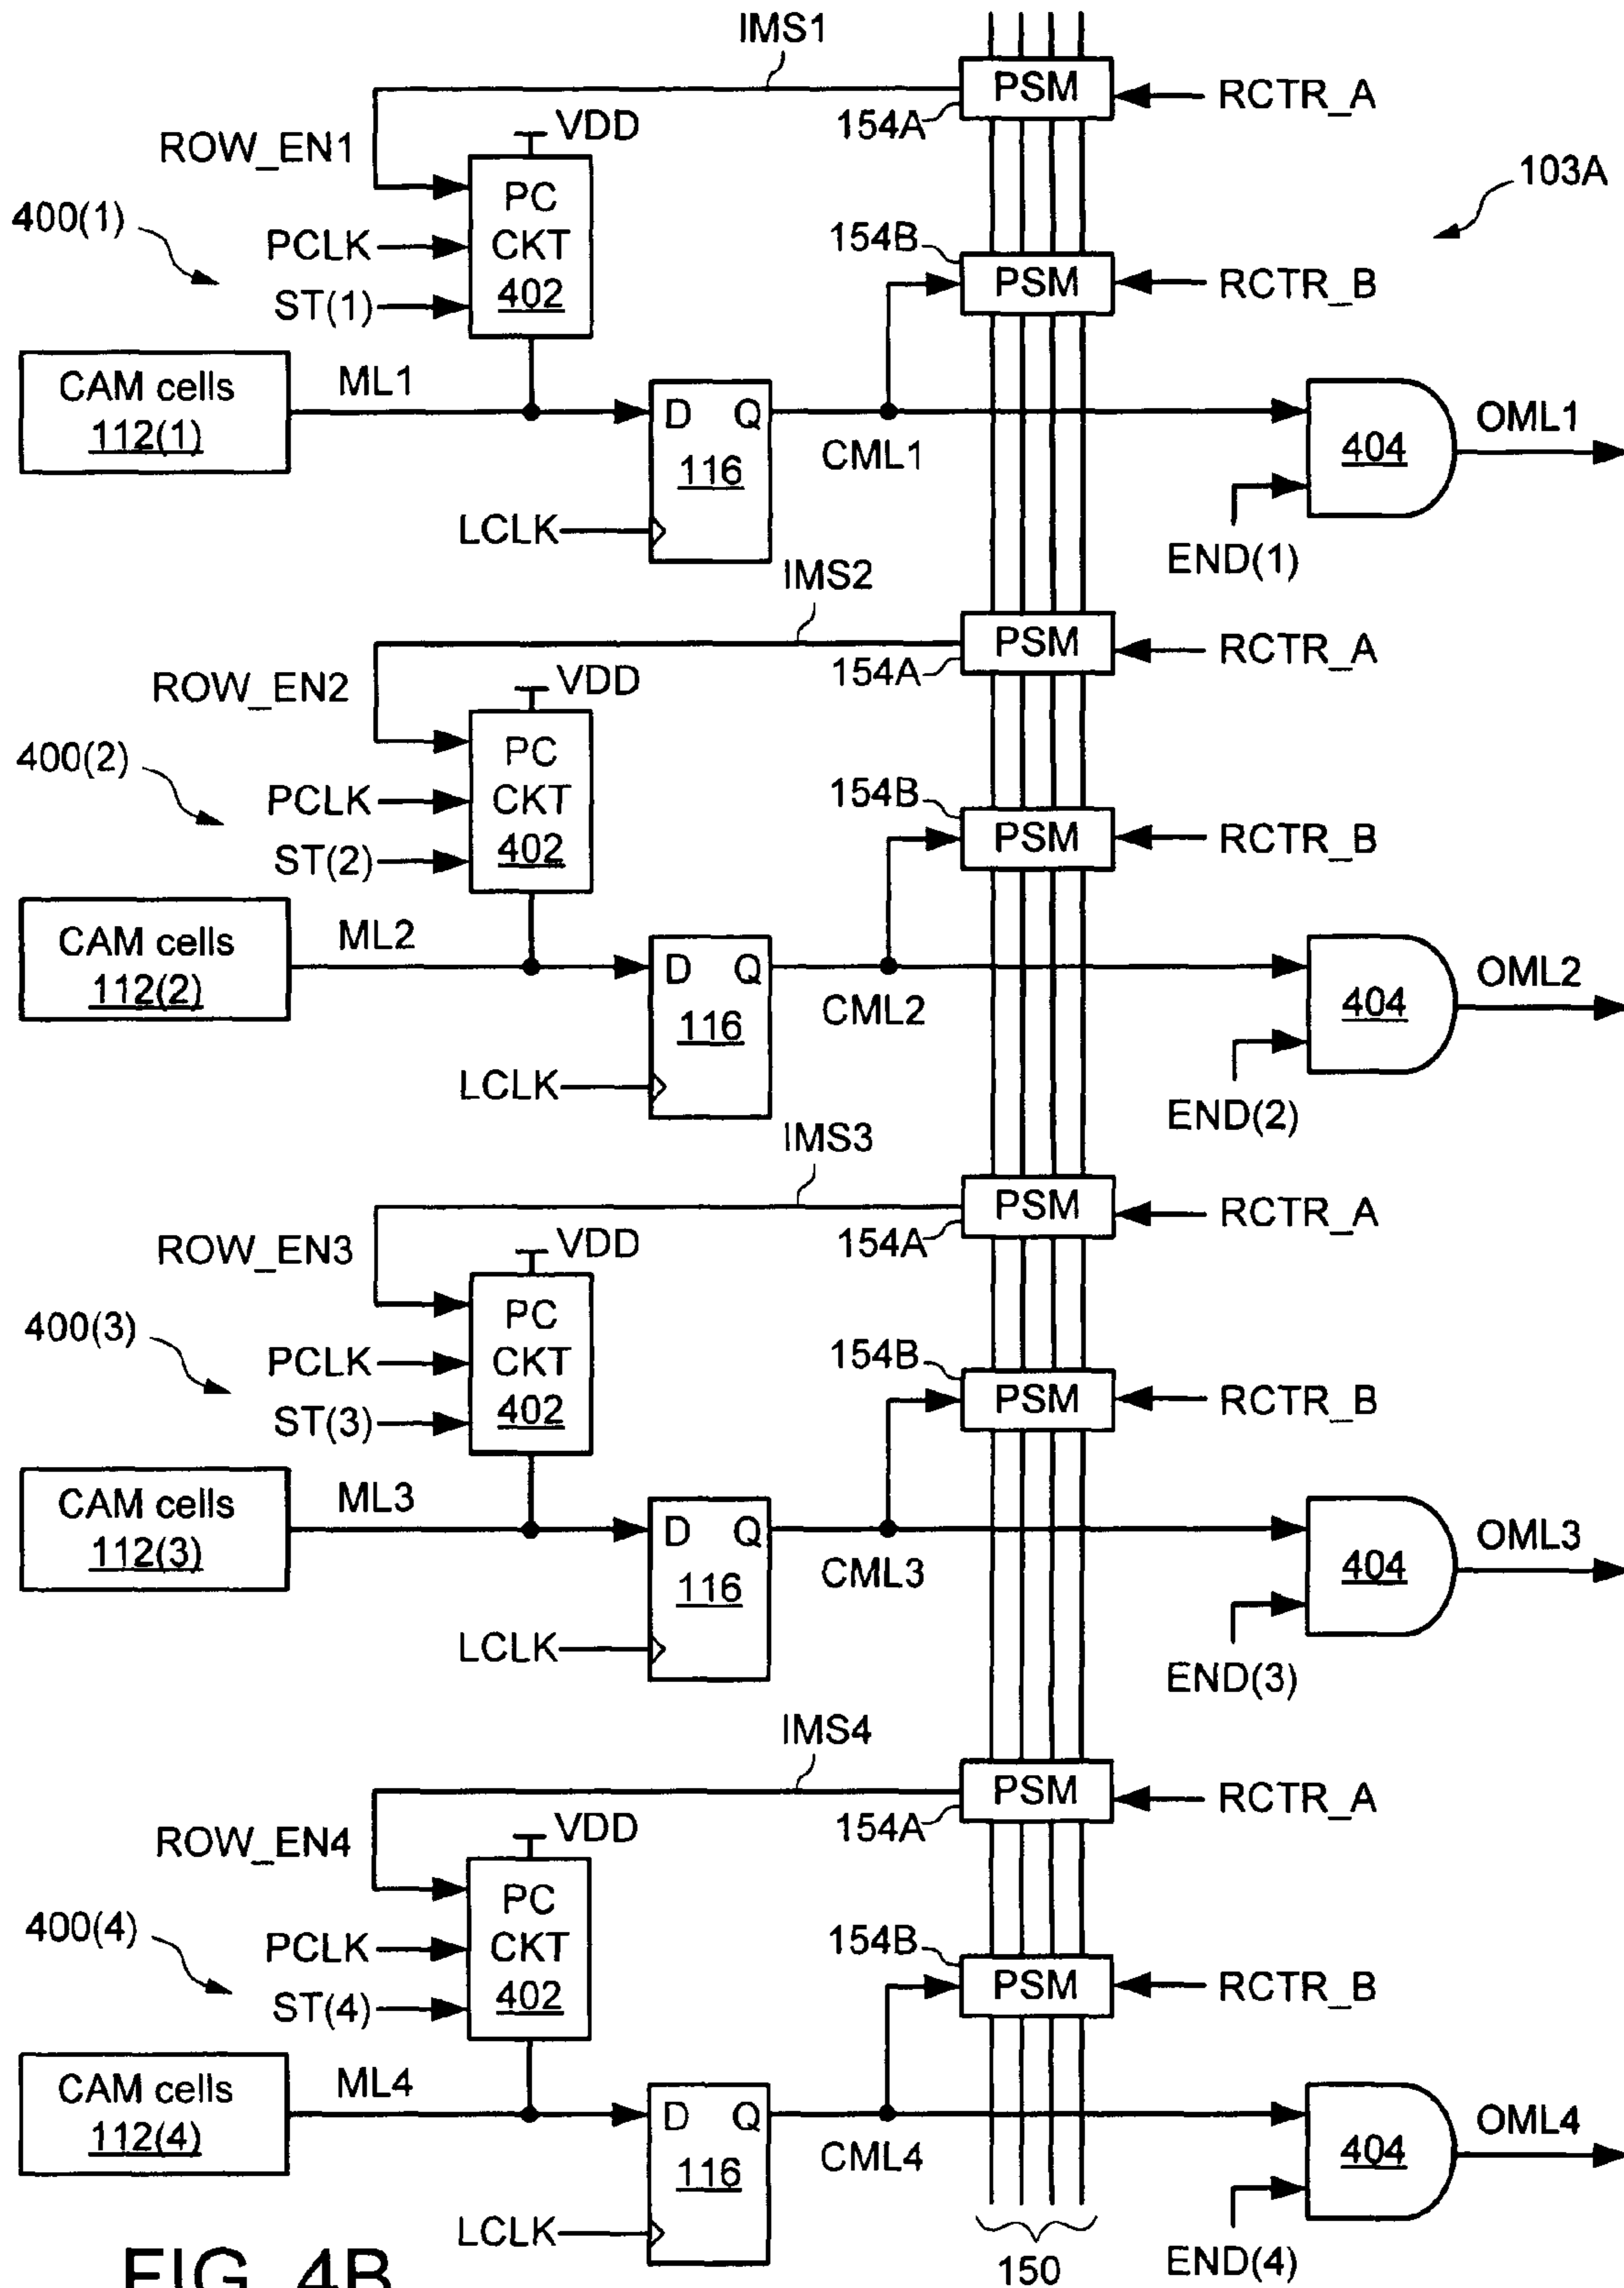 IMS1
PSM
RCTR_A
154A
ROW_EN1
VDD
103A
PC
CKT
402
400(1)
PCLK
ST(1)
154B
PSM
RCTR_B
CAM cells
112(1)
ML1
D Q
116
LCLK
CML1
404
OML1
END(1)
IMS2
PSM
RCTR_A
154A
ROW_EN2
VDD
PC
CKT
402
400(2)
PCLK
ST(2)
154B
PSM
RCTR_B
CAM cells
112(2)
ML2
D Q
116
LCLK
CML2
404
OML2
END(2)
IMS3
PSM
RCTR_A
154A
ROW_EN3
VDD
PC
CKT
402
400(3)
PCLK
ST(3)
154B
PSM
RCTR_B
CAM cells
112(3)
ML3
D Q
116
LCLK
CML3
404
OML3
END(3)
IMS4
PSM
RCTR_A
154A
ROW_EN4
VDD
PC
CKT
402
400(4)
PCLK
ST(4)
154B
PSM
RCTR_B
CAM cells
112(4)
ML4
D Q
116
LCLK
CML4
404
OML4
END(4)
150
FIG. 4B